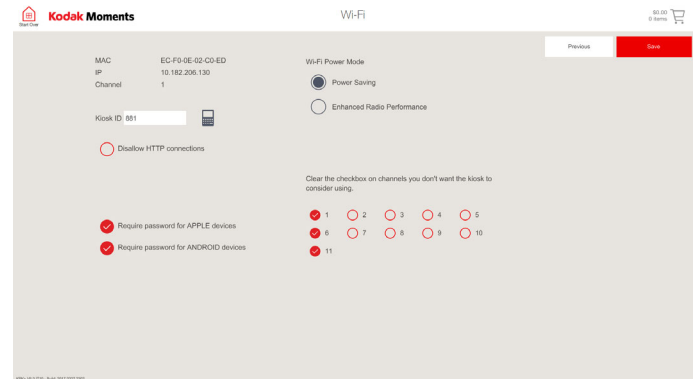 Start Over
Kodak Moments
Wi-Fi
$0.00
0 items
Previous
Save
MAC EC-F0-0E-02-C0-ED
IP 10.182.206.130
Channel 1
Kiosk ID 881
Disallow HTTP connections
Require password for APPLE devices
Require password for ANDROID devices
Wi-Fi Power Mode
Power Saving
Enhanced Radio Performance
Clear the checkbox on channels you don't want the kiosk to
consider using.
1 2 3 4 5
6 7 8 9 10
11